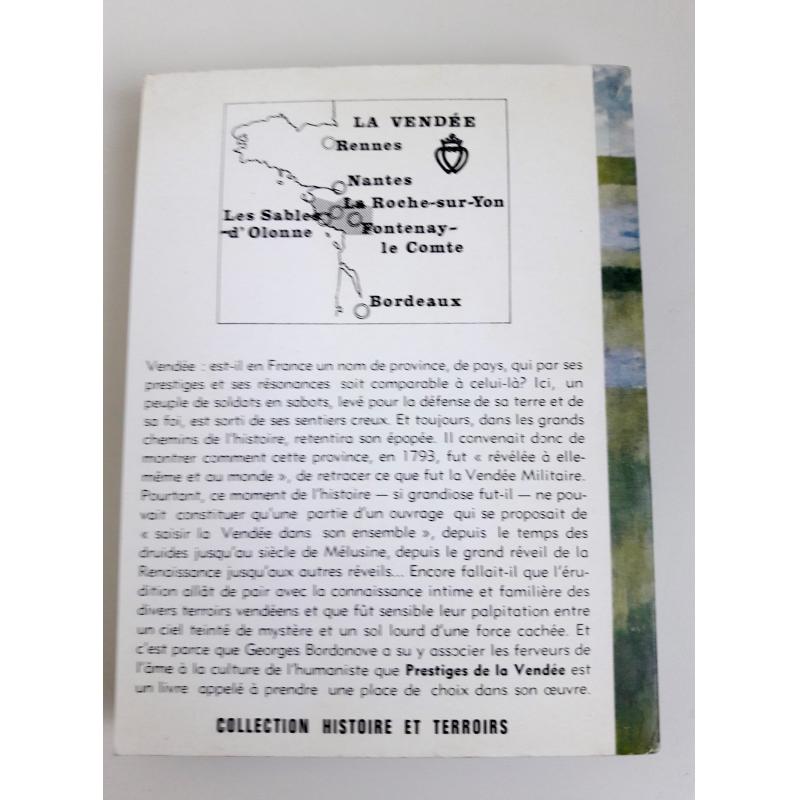 LA VENDÉE
Rennes
Nantes
La Roche-sur-Yon
Les Sables
-d'Olonne
Fontenay-
le Comte
Bordeaux
Vendée : est-il en France un nom de province, de pays, qui par ses
prestiges et ses résonances soit comparable à celui-là? Ici, un
peuple de soldats en sabots, levé pour la défense de sa terre et de
sa foi, est sorti de ses sentiers creux. Et toujours, dans les grands
chemins de l'histoire, retentira son épopée. Il convenait donc de
montrer comment cette province, en 1793, fut « révélée à elle-
même et au monde », de retracer ce que fut la Vendée Militaire.
Pourtant, ce moment de l'histoire — si grandiose fut-il — ne pou-
vait constituer qu'une partie d'un ouvrage qui se proposait de
« saisir la Vendée dans son ensemble », depuis le temps des
druides jusqu'au siècle de Mélusine, depuis le grand réveil de la
Renaissance jusqu'aux autres réveils... Encore fallait-il que l'éru-
dition allât de pair avec la connaissance intime et familière des
divers terroirs vendéens et que fût sensible leur palpitation entre
un ciel teinté de mystère et un sol lourd d'une force cachée. Et
c'est parce que Georges Bordonove a su y associer les ferveurs de
l'âme à la culture de l'humaniste que Prestiges de la Vendée est
un livre appelé à prendre une place de choix dans son œuvre.
COLLECTION HISTOIRE ET TERROIRS